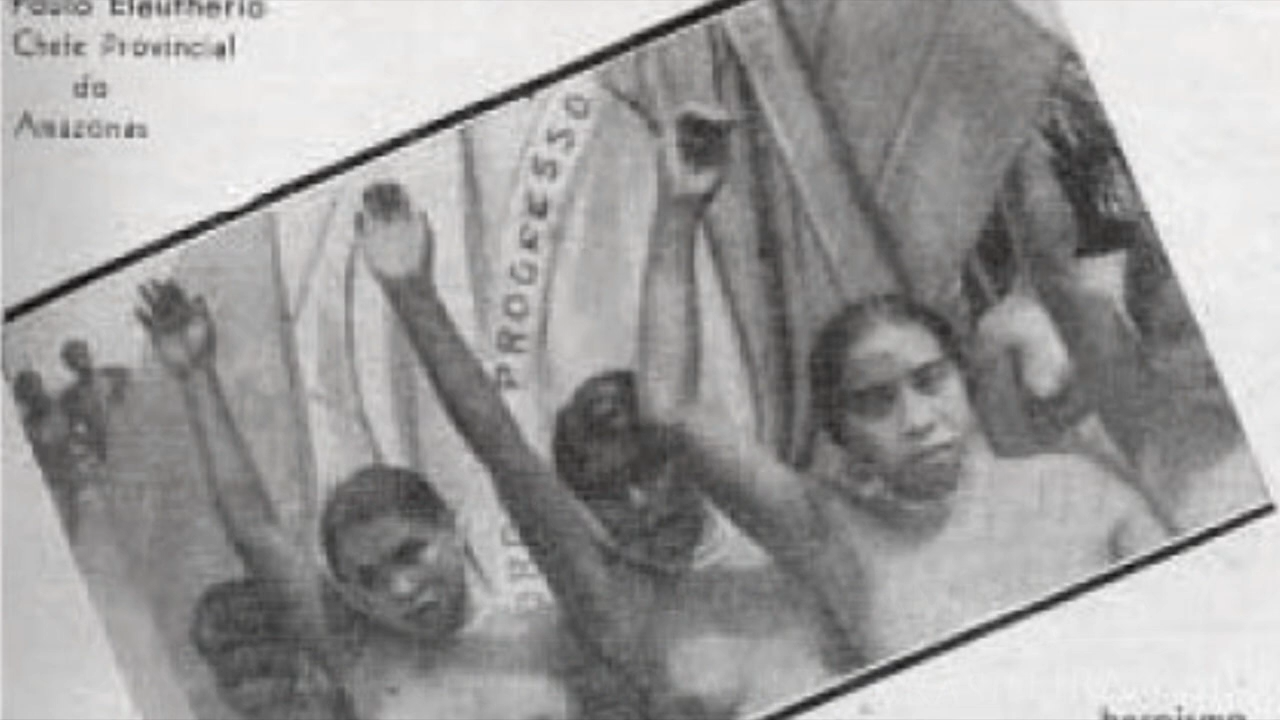 Paulo Eleutherio
Chefe Provincial
do
Amazonas
PROGRESSO